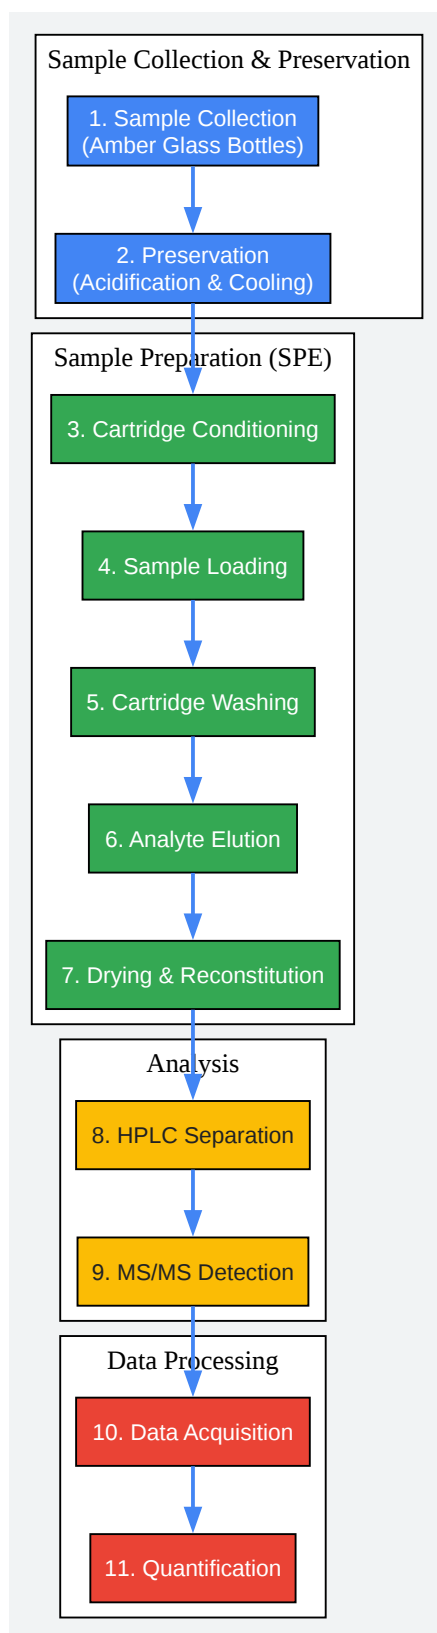 Sample Collection & Preservation
1. Sample Collection
(Amber Glass Bottles)
2. Preservation
(Acidification & Cooling)
Sample Preparation (SPE)
3. Cartridge Conditioning
4. Sample Loading
5. Cartridge Washing
6. Analyte Elution
7. Drying & Reconstitution
Analysis
8. HPLC Separation
9. MS/MS Detection
Data Processing
10. Data Acquisition
11. Quantification